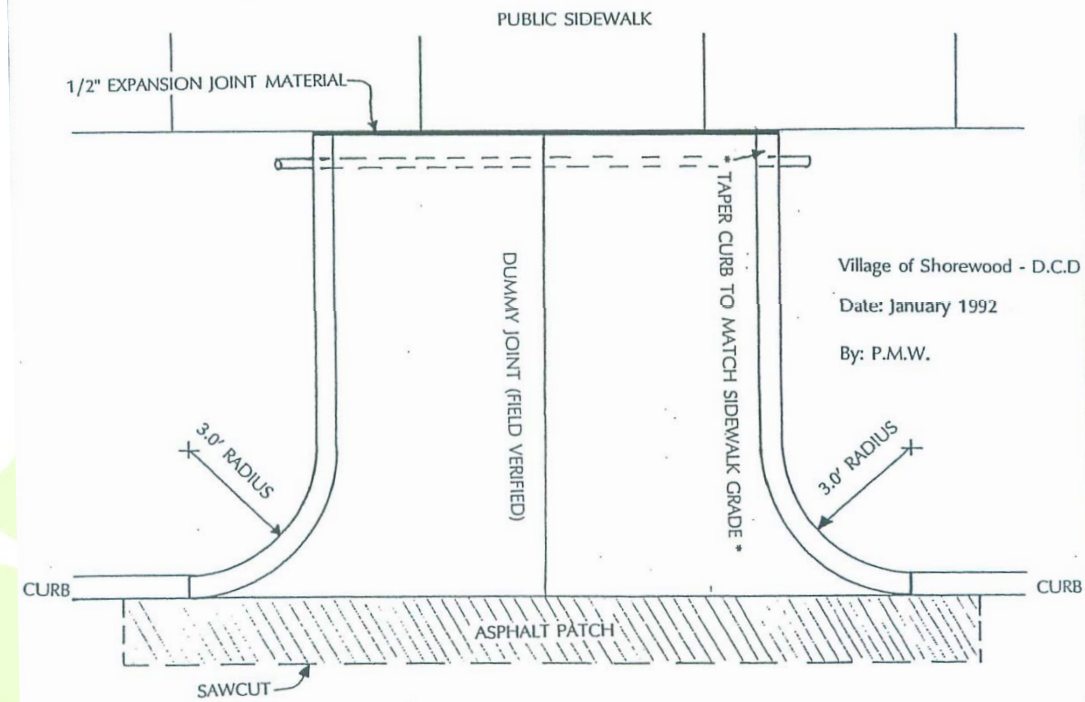 PUBLIC SIDEWALK
1/2" EXPANSION JOINT MATERIAL
* TAPER CURB TO MATCH SIDEWALK GRADE *
DUMMY JOINT (FIELD VERIFIED)
Village of Shorewood - D.C.D
Date: January 1992
By: P.M.W.
3.0' RADIUS
3.0' RADIUS
CURB
CURB
ASPHALT PATCH
SAWCUT